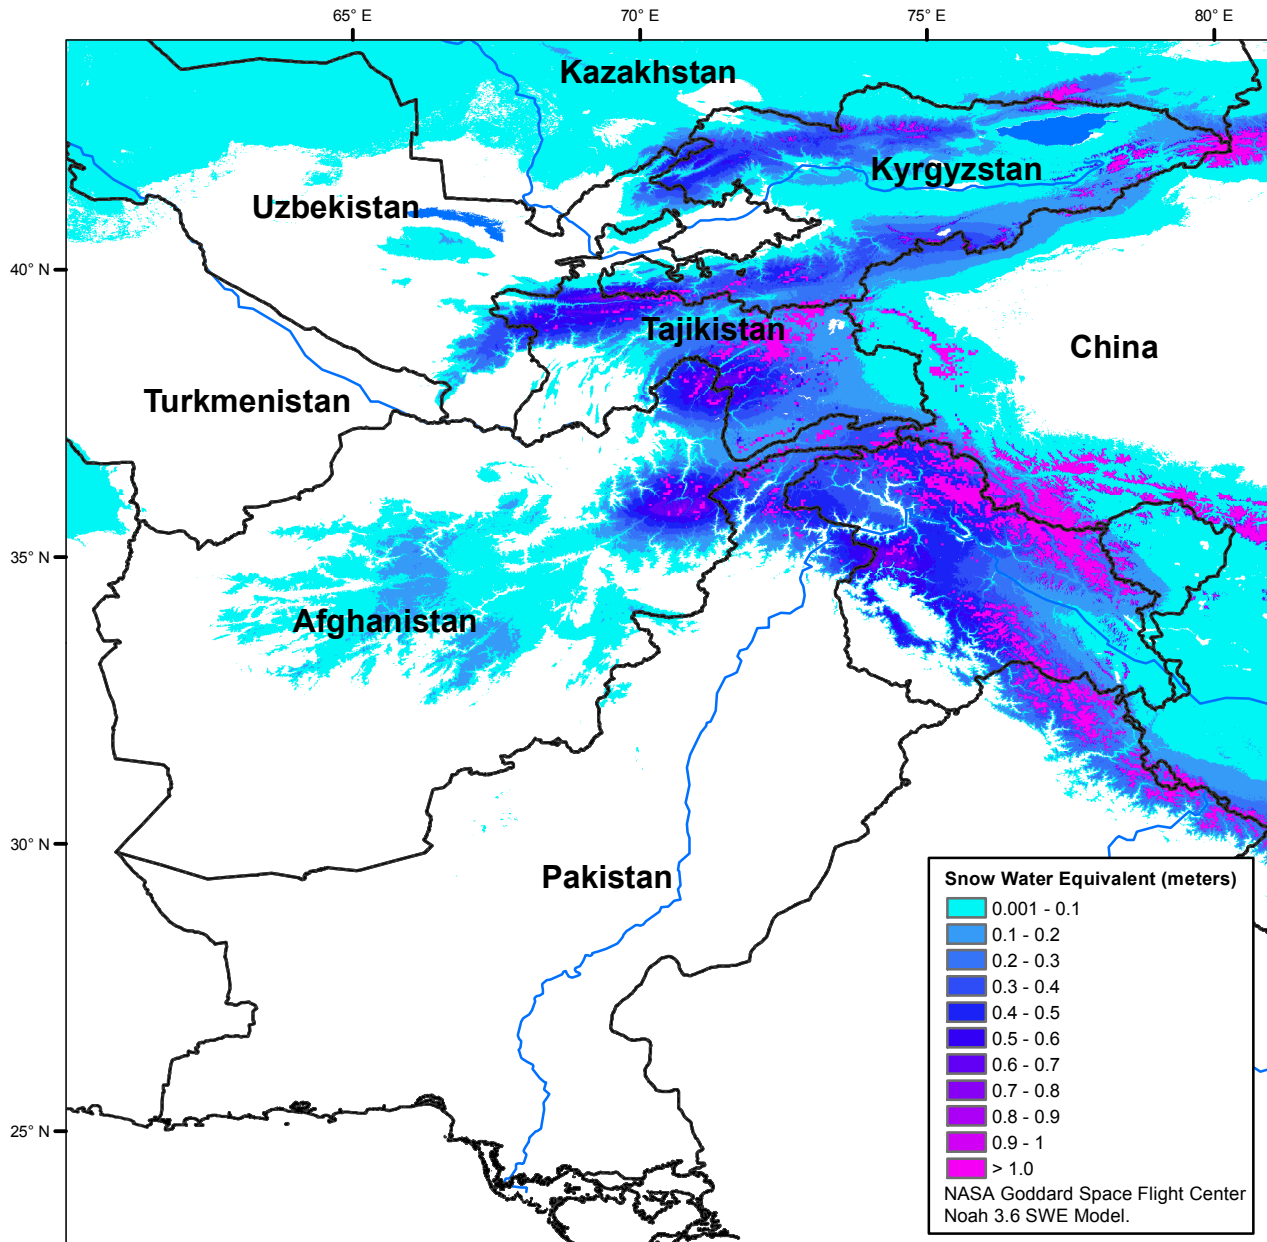 65° E
70° E
75° E
80° E
Kazakhstan
Kyrgyzstan
Uzbekistan
40° N
Tajikistan
China
Turkmenistan
35° N
Afghanistan
30° N
Pakistan
25° N
Snow Water Equivalent (meters)
0.001 - 0.1
0.1 - 0.2
0.2 - 0.3
0.3 - 0.4
0.4 - 0.5
0.5 - 0.6
0.6 - 0.7
0.7 - 0.8
0.8 - 0.9
0.9 - 1
> 1.0
NASA Goddard Space Flight Center
Noah 3.6 SWE Model.